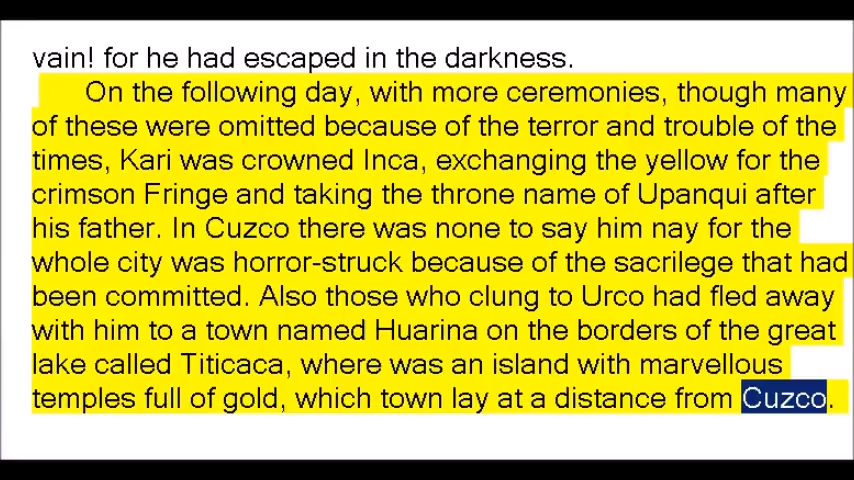 vain! for he had escaped in the darkness.
On the following day, with more ceremonies, though many
of these were omitted because of the terror and trouble of the
times, Kari was crowned Inca, exchanging the yellow for the
crimson Fringe and taking the throne name of Upanqui after
his father. In Cuzco there was none to say him nay for the
whole city was horror-struck because of the sacrilege that had
been committed. Also those who clung to Urco had fled away
with him to a town named Huarina on the borders of the great
lake called Titicaca, where was an island with marvellous
temples full of gold, which town lay at a distance from Cuzco.